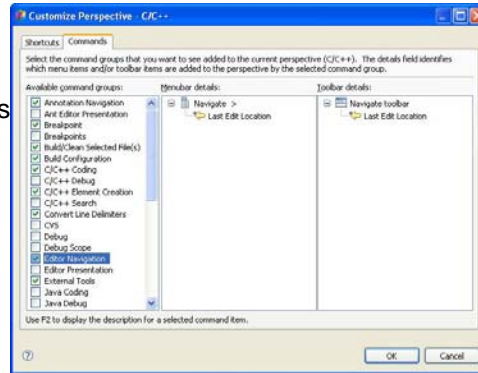 Customize Perspective - C/C++
Shortcuts Commands
Select the command groups that you want to see added to the current perspective (C/C++). The details field identifies
which menu items and/or toolbar items are added to the perspective by the selected command group.
Available command groups: Menubar details: Toolbar details:
Annotation Navigation
Ant Editor Presentation
Breakpoint
Breakpoints
Build/Clean Selected File(s)
Build Configuration
C/C++ Coding
C/C++ Debug
C/C++ Element Creation
C/C++ Search
Convert Line Delimiters
CVS
Debug
Debug Scope
Editor Navigation
Editor Presentation
External Tools
Java Coding
Java Debug
Navigate >
Last Edit Location
Navigate toolbar
Last Edit Location
s
Use F2 to display the description for a selected command item.
OK Cancel